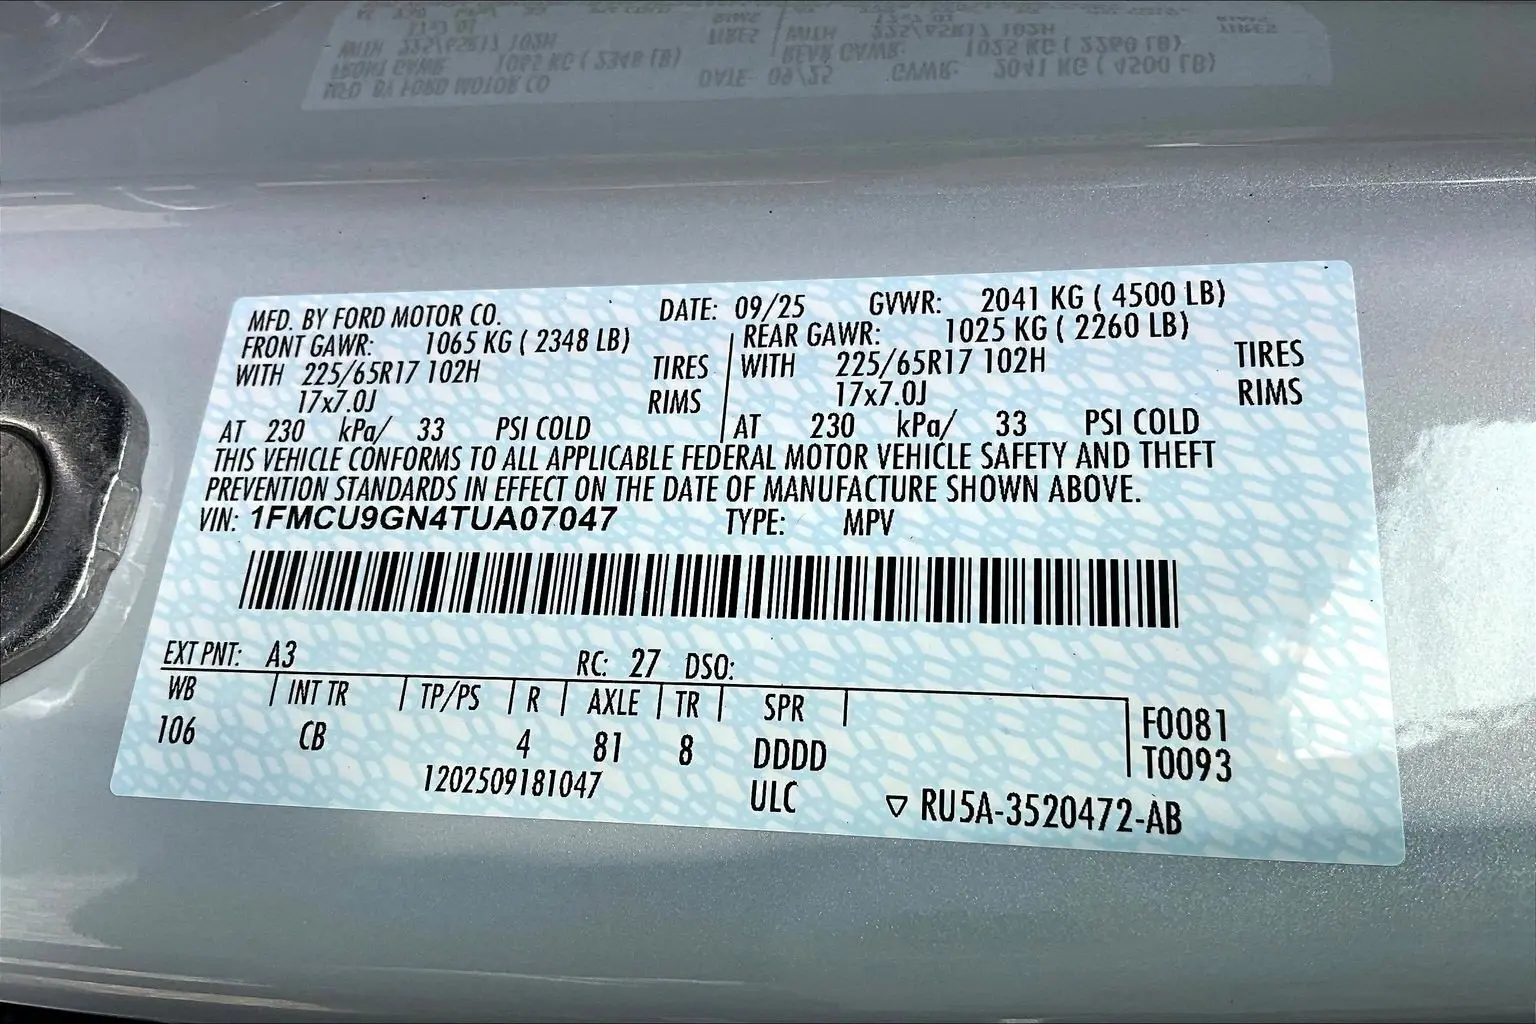 MFD. BY FORD MOTOR CO. DATE: 09/25 GVWR: 2041 KG ( 4500 LB)
FRONT GAWR: 1065 KG ( 2348 LB) REAR GAWR: 1025 KG ( 2260 LB)
WITH 225/65R17 102H TIRES WITH 225/65R17 102H TIRES
17x7.0J RIMS 17x7.0J RIMS
AT 230 kPa/ 33 PSI COLD AT 230 kPa/ 33 PSI COLD
THIS VEHICLE CONFORMS TO ALL APPLICABLE FEDERAL MOTOR VEHICLE SAFETY AND THEFT
PREVENTION STANDARDS IN EFFECT ON THE DATE OF MANUFACTURE SHOWN ABOVE.
VIN: 1FMCU9GN4TUA07047 TYPE: MPV
EXT PNT: A3 RC: 27 DSO:
WB INT TR TP/PS R AXLE TR SPR F0081
106 CB 4 81 8 DDDD T0093
1202509181047 ULC ▽ RU5A-3520472-AB